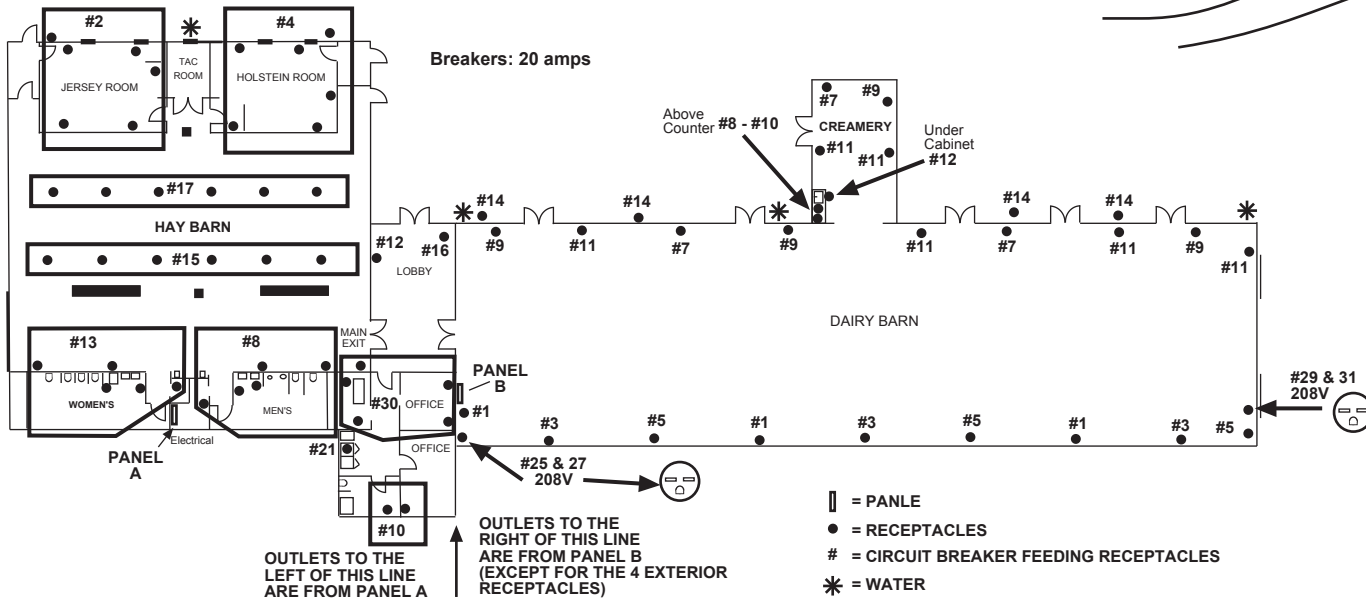 #2
#4
Breakers: 20 amps
TAC
ROOM
JERSEY ROOM
HOLSTEIN ROOM
#7
#9
Above
Counter #8 - #10
CREAMERY
Under
Cabinet
#12
#11
#11
#17
HAY BARN
#15
#14
#14
#14
#14
#12
#16
#9
#11
#7
#9
#11
#7
#11
#9
#11
LOBBY
DAIRY BARN
MAIN
EXIT
#13
#8
PANEL
B
#29 & 31
208V
WOMEN'S
MEN'S
#30
OFFICE
#1
Electrical
PANEL
A
#21
OFFICE
#3
#5
#1
#3
#5
#1
#3
#5
#25 & 27
208V
#10
OUTLETS TO THE
LEFT OF THIS LINE
ARE FROM PANEL A
OUTLETS TO THE
RIGHT OF THIS LINE
ARE FROM PANEL B
(EXCEPT FOR THE 4 EXTERIOR
RECEPTACLES)
= PANLE
= RECEPTACLES
# = CIRCUIT BREAKER FEEDING RECEPTACLES
= WATER